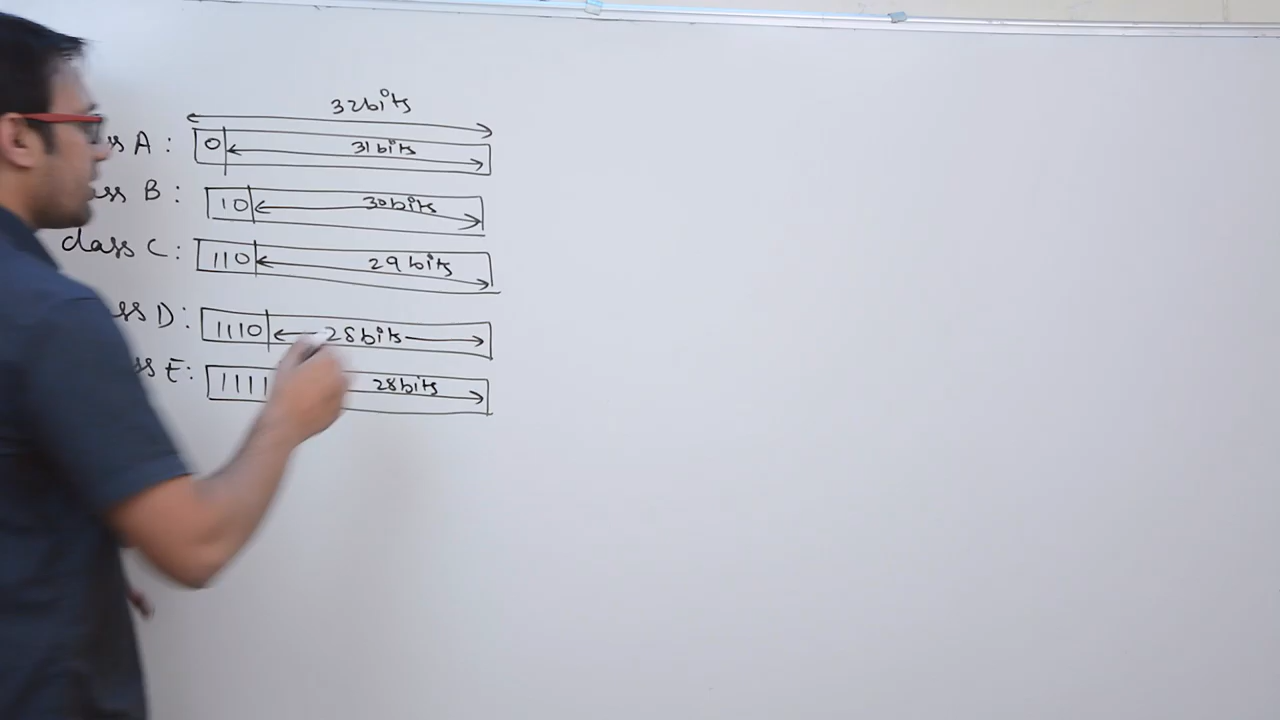 32bits
A : 0 31 bits
B : 10 30bits
class C : 110 29 bits
D : 1110 28bits
E : 1111 28bits